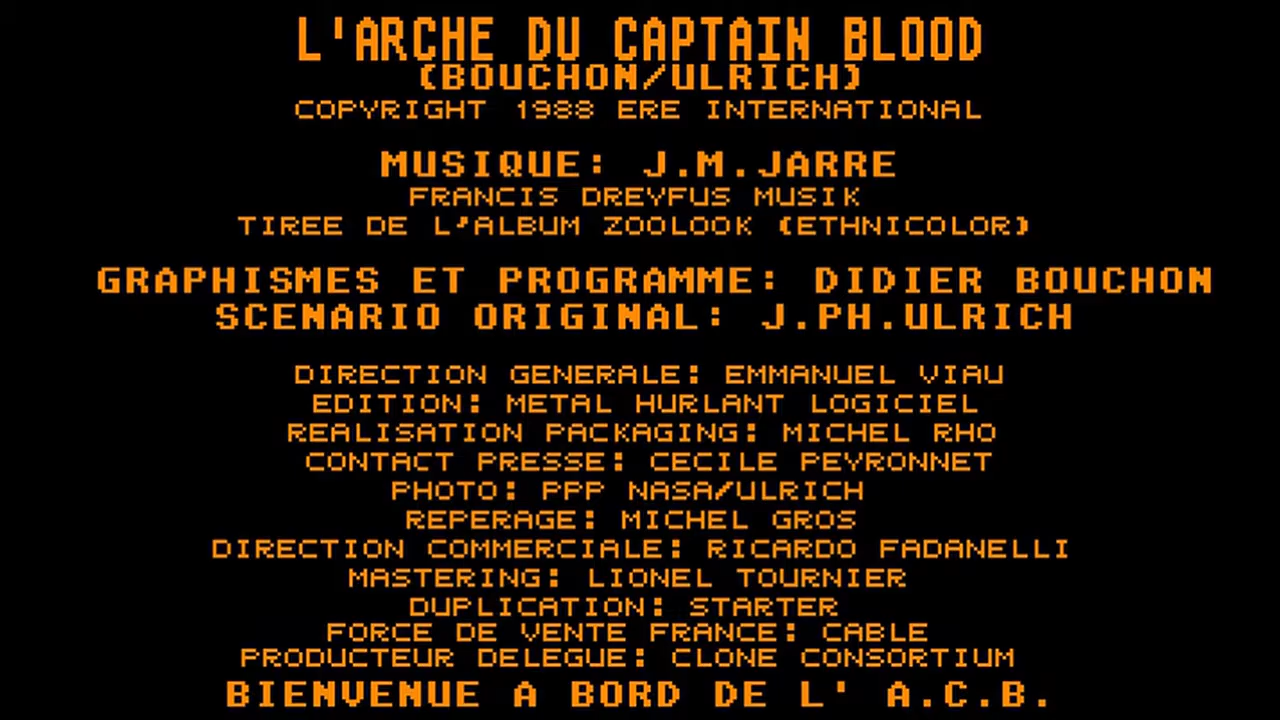 L'ARCHE DU CAPTAIN BLOOD
(BOUCHON/ULRICH)
COPYRIGHT 1988 ERE INTERNATIONAL
MUSIQUE: J.M.JARRE
FRANCIS DREYFUS MUSIK
TIREE DE L'ALBUM ZOOLOOK (ETHNICOLOR)
GRAPHISMES ET PROGRAMME: DIDIER BOUCHON
SCENARIO ORIGINAL: J.PH.ULRICH
DIRECTION GENERALE: EMMANUEL VIAU
EDITION: METAL HURLANT LOGICIEL
REALISATION PACKAGING: MICHEL RHO
CONTACT PRESSE: CECILE PEYRONNET
PHOTO: PPP NASA/ULRICH
REPERAGE: MICHEL GROS
DIRECTION COMMERCIALE: RICARDO FADANELLI
MASTERING: LIONEL TOURNIER
DUPLICATION: STARTER
FORCE DE VENTE FRANCE: CABLE
PRODUCTEUR DELEGUE: CLONE CONSORTIUM
BIENVENUE A BORD DE L' A.C.B.